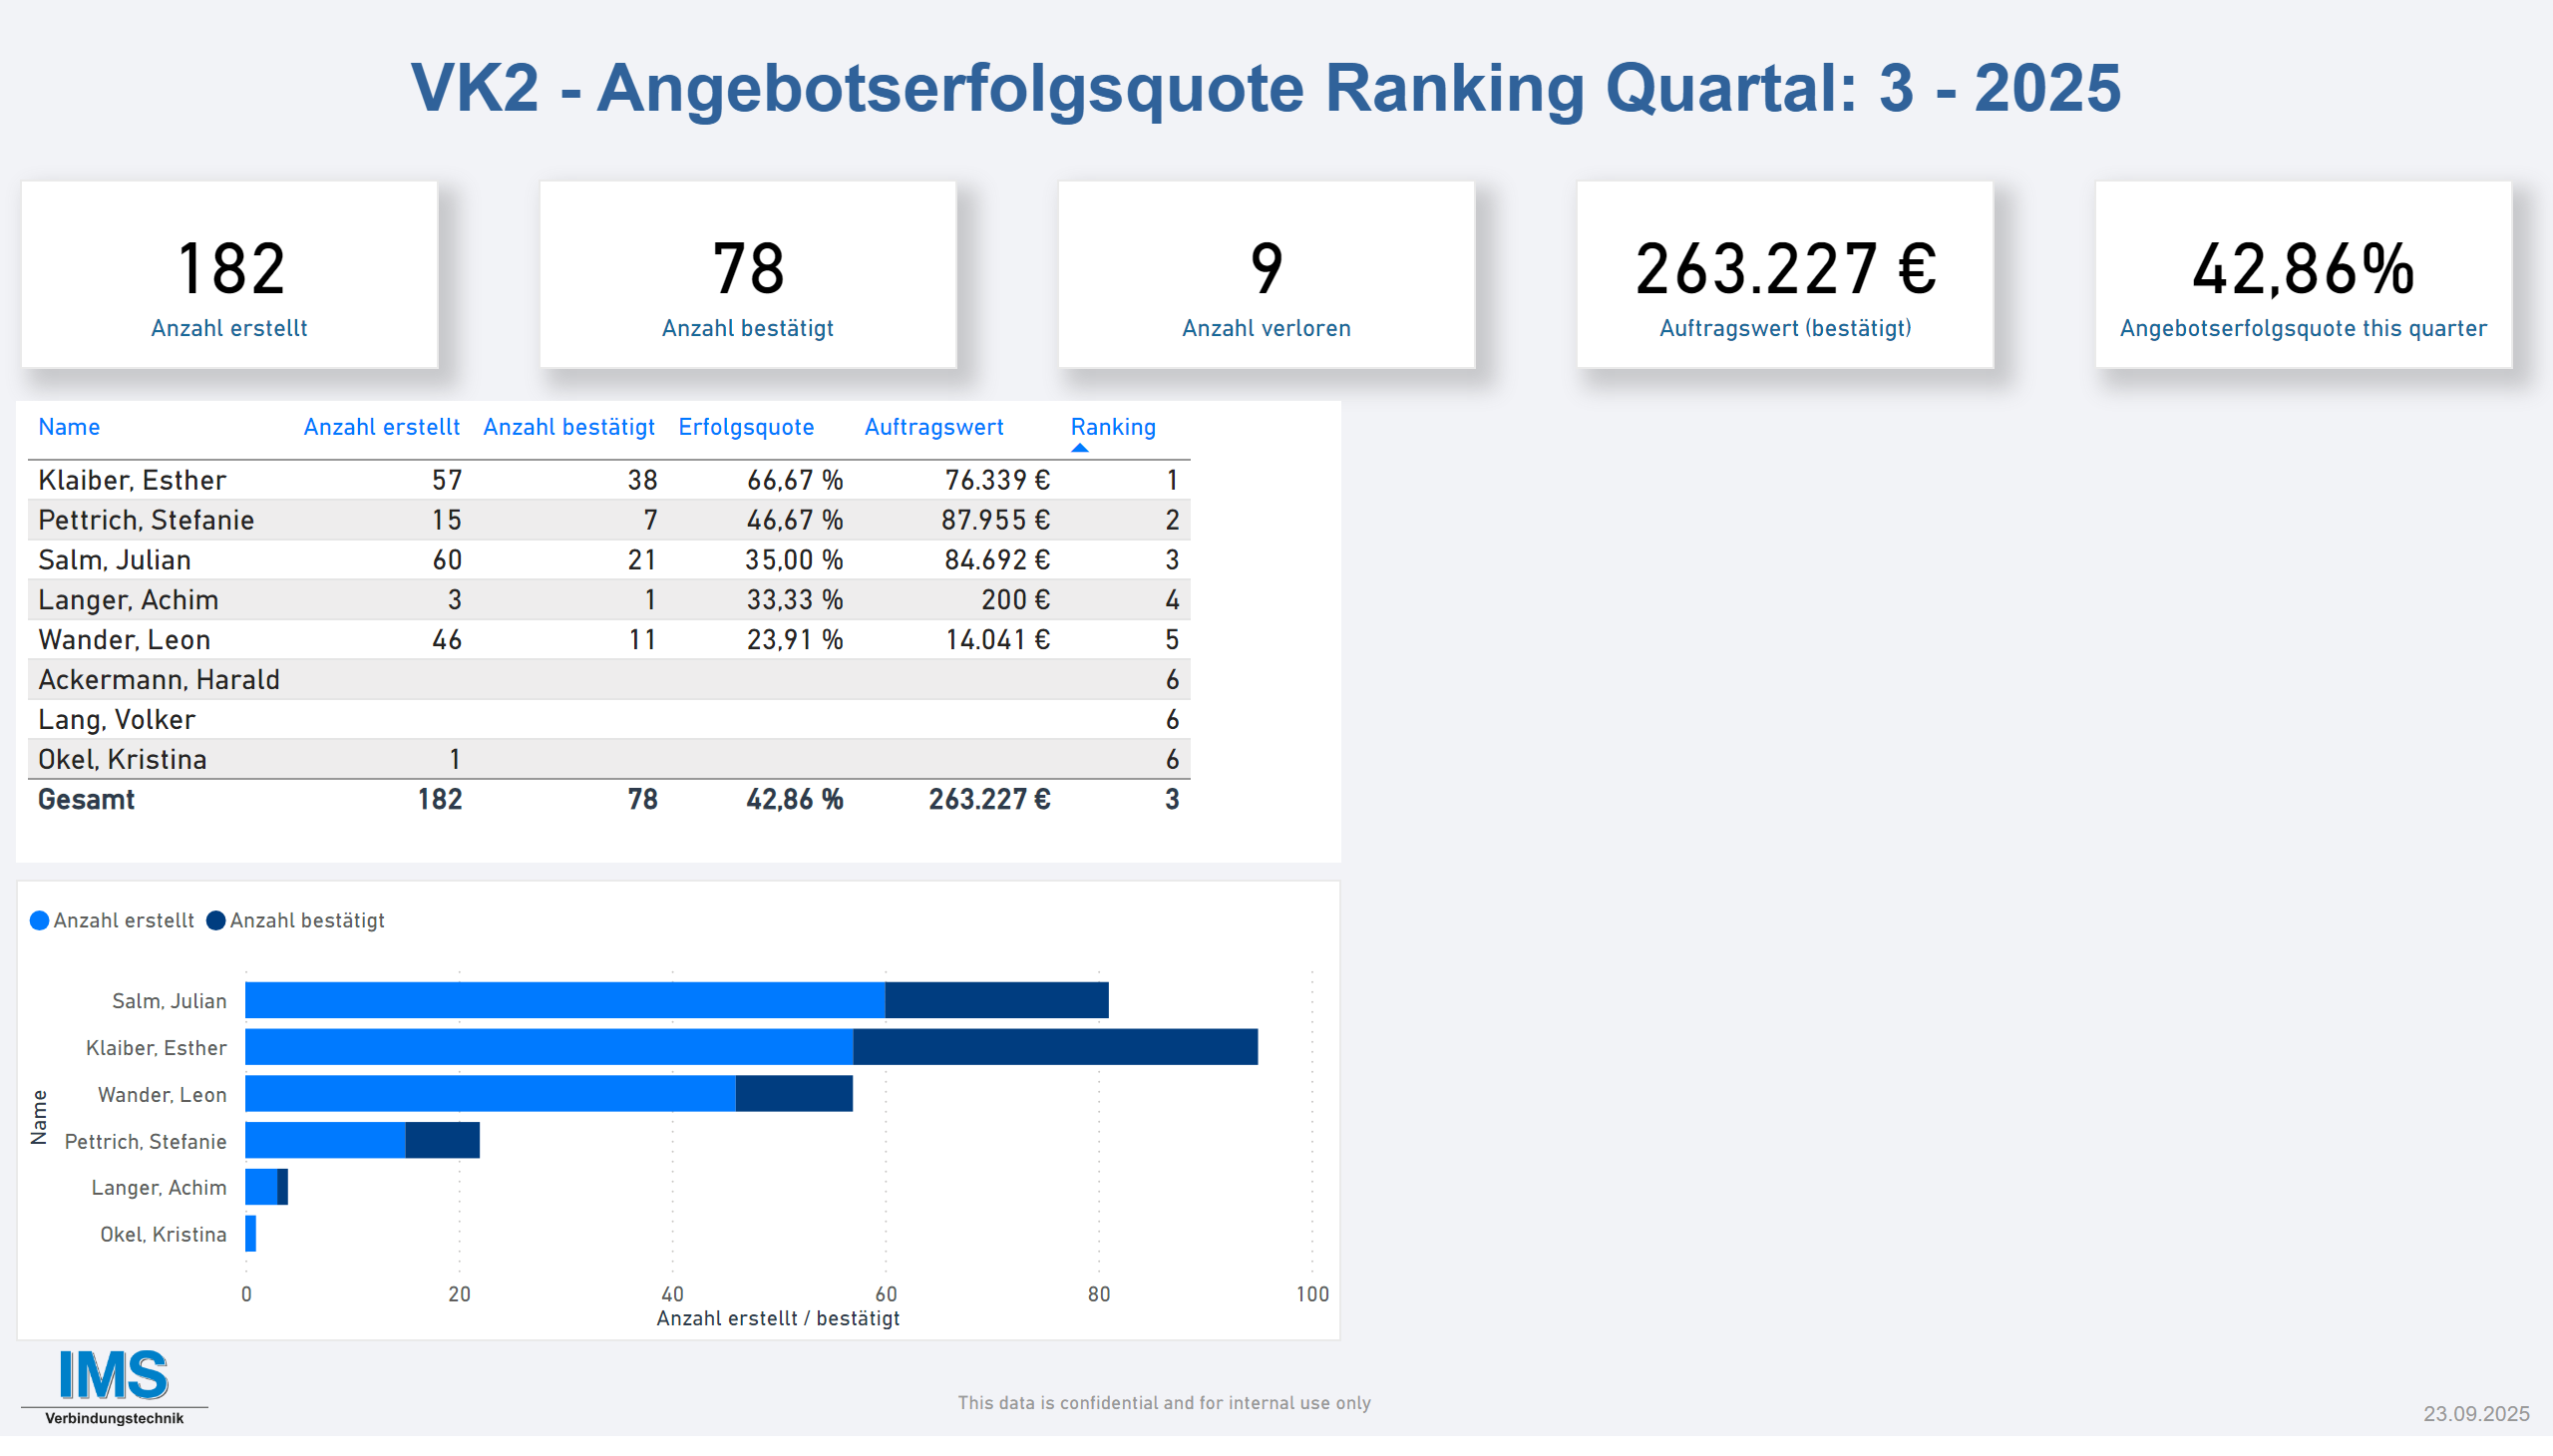 VK2 - Angebotserfolgsquote Ranking Quartal: 3 - 2025
182
Anzahl erstellt
78
Anzahl bestätigt
9
Anzahl verloren
263.227 €
Auftragswert (bestätigt)
42,86%
Angebotserfolgsquote this quarter
Name Anzahl erstellt Anzahl bestätigt Erfolgsquote Auftragswert Ranking
Klaiber, Esther 57 38 66,67 % 76.339 € 1
Pettrich, Stefanie 15 7 46,67 % 87.955 € 2
Salm, Julian 60 21 35,00 % 84.692 € 3
Langer, Achim 3 1 33,33 % 200 € 4
Wander, Leon 46 11 23,91 % 14.041 € 5
Ackermann, Harald 6
Lang, Volker 6
Okel, Kristina 1 6
Gesamt 182 78 42,86 % 263.227 € 3
Anzahl erstellt Anzahl bestätigt
Name
Salm, Julian
Klaiber, Esther
Wander, Leon
Pettrich, Stefanie
Langer, Achim
Okel, Kristina
0 20 40 60 80 100
Anzahl erstellt / bestätigt
IMS
Verbindungstechnik
This data is confidential and for internal use only
23.09.2025